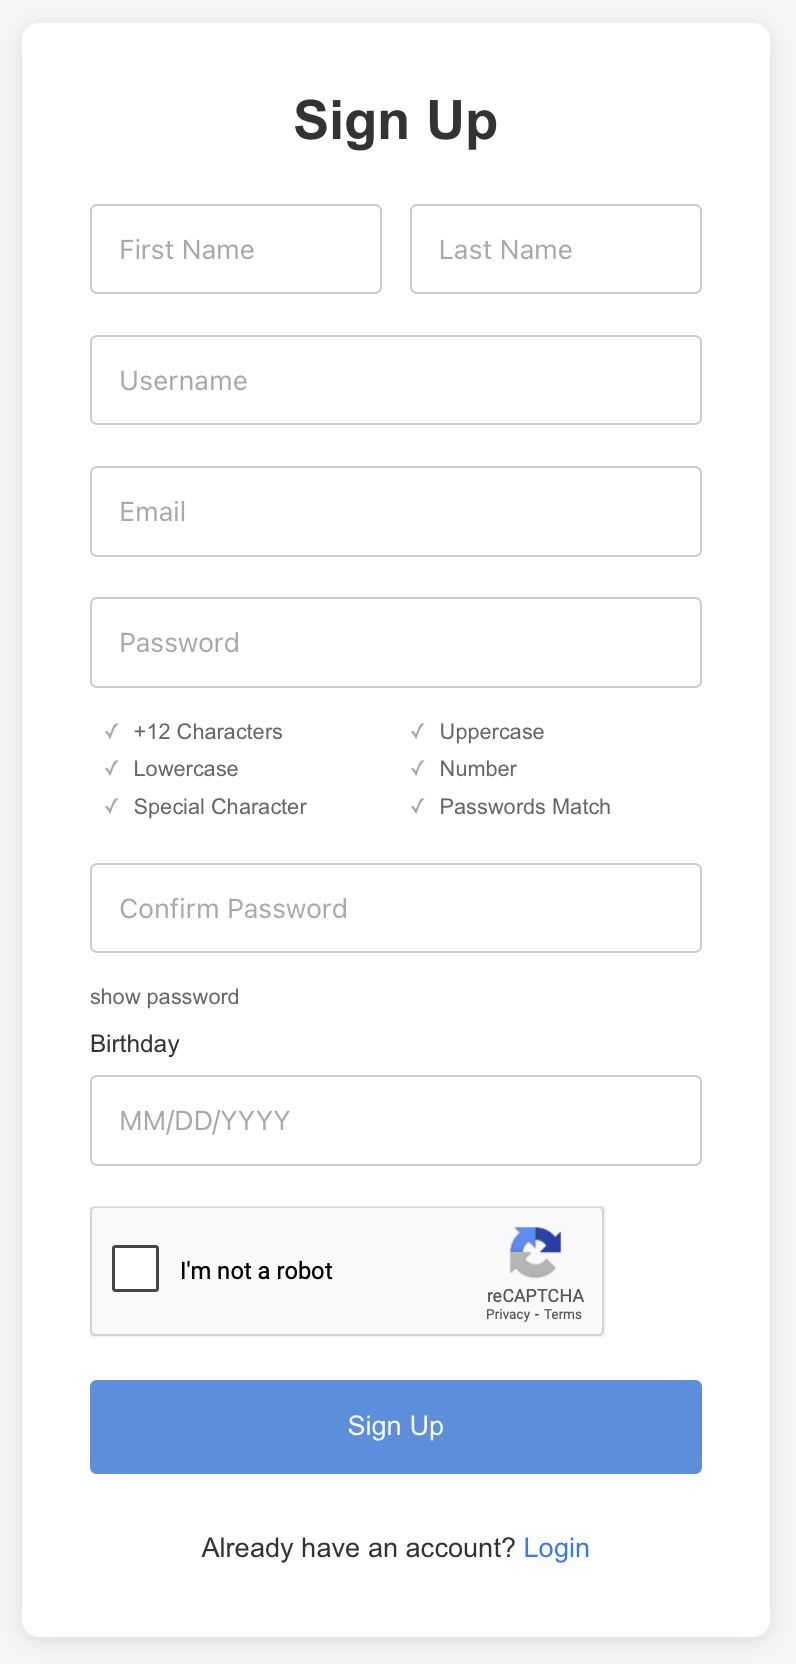 Sign Up
First Name Last Name
Username
Email
Password
✓ +12 Characters ✓ Uppercase
✓ Lowercase ✓ Number
✓ Special Character ✓ Passwords Match
Confirm Password
show password
Birthday
MM/DD/YYYY
I'm not a robot
reCAPTCHA
Privacy - Terms
Sign Up
Already have an account? Login